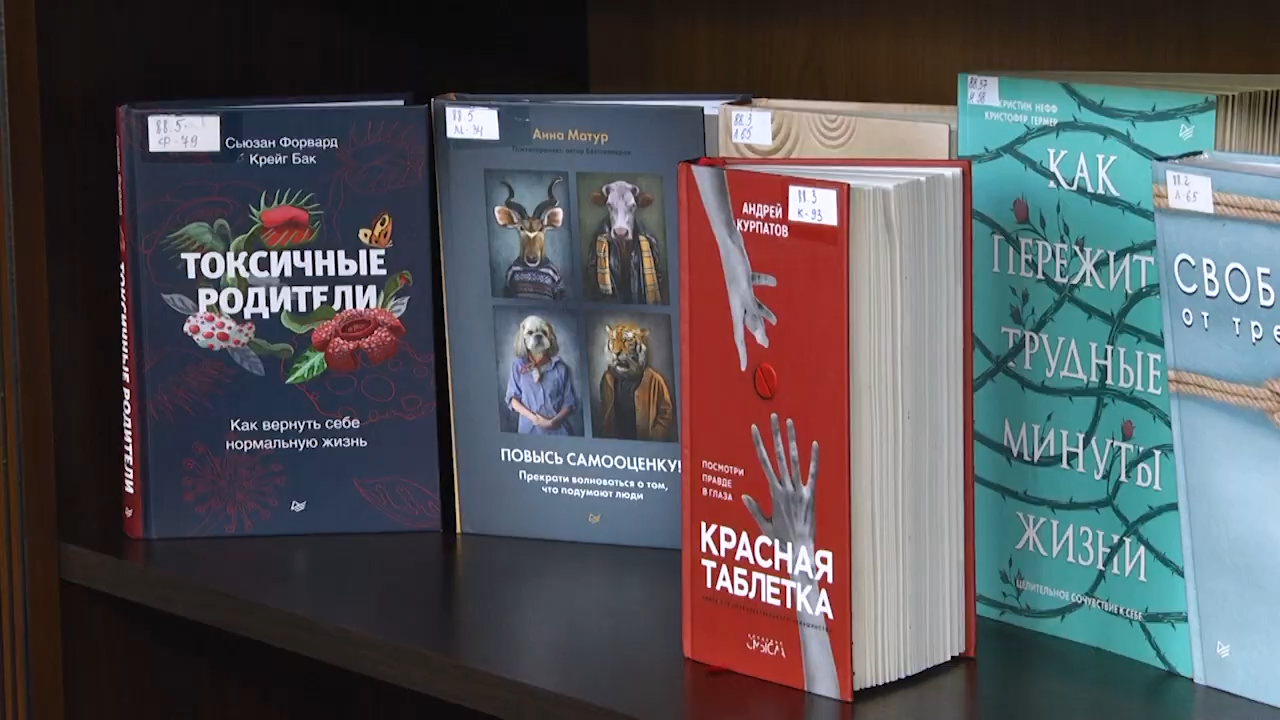 88.5
Ф-79
Сьюзан Форвард
Крейг Бак
ТОКСИЧНЫЕ
РОДИТЕЛИ
Как вернуть себе
нормальную жизнь
ТОКСИЧНЫЕ РОДИТЕЛИ
88.5
М-34
Анна Матур
ПОВЫСЬ САМООЦЕНКУ!
Прекрати волноваться о том,
что подумают люди
88.3
88.3
К-93
АНДРЕЙ
КУРПАТОВ
ПОСМОТРИ
ПРАВДЕ
В ГЛАЗА
КРАСНАЯ
ТАБЛЕТКА
КРИСТИН НЕФФ
КРИСТОФЕР ГЕРМЕР
КАК
ПЕРЕЖИТ
ТРУДНЫЕ
МИНУТЫ
ЖИЗНИ
ЦЕЛИТЕЛЬНОЕ СОЧУВСТВИЕ К СЕБЕ
88.2
Л-65
СВОБ
ОТ ТРЕ